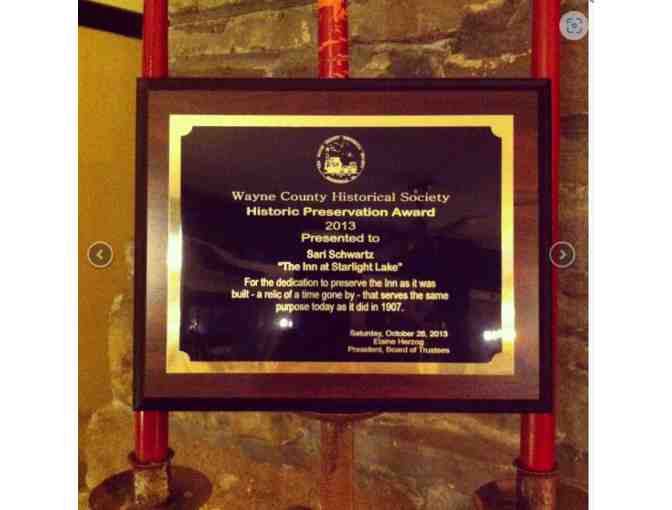 Wayne County Historical Society
Historic Preservation Award
2013
Presented to
Sari Schwartz
"The Inn at Starlight Lake"
For the dedication to preserve the Inn as it was
built - a relic of a time gone by - that serves the same
purpose today as it did in 1907.
Saturday, October 26, 2013
Elaine Herzog
President, Board of Trustees